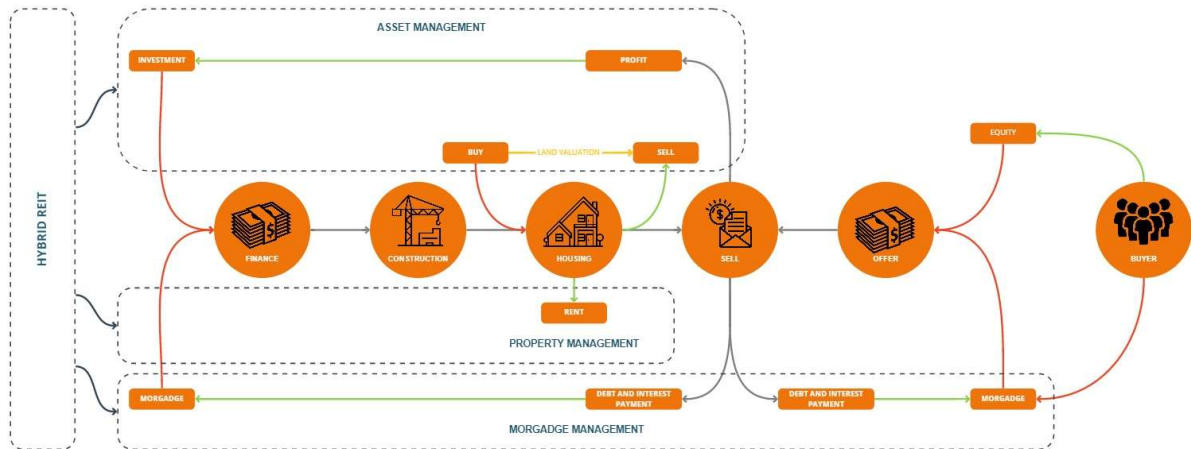 ASSET MANAGEMENT
INVESTMENT
PROFIT
EQUITY
BUY
LAND VALUATION
SELL
HYBRID REIT
$
$
$
FINANCE
CONSTRUCTION
HOUSING
SELL
OFFER
BUYER
RENT
PROPERTY MANAGEMENT
MORGADGE
DEBT AND INTEREST
PAYMENT
DEBT AND INTEREST
PAYMENT
MORGADGE
MORGADGE MANAGEMENT